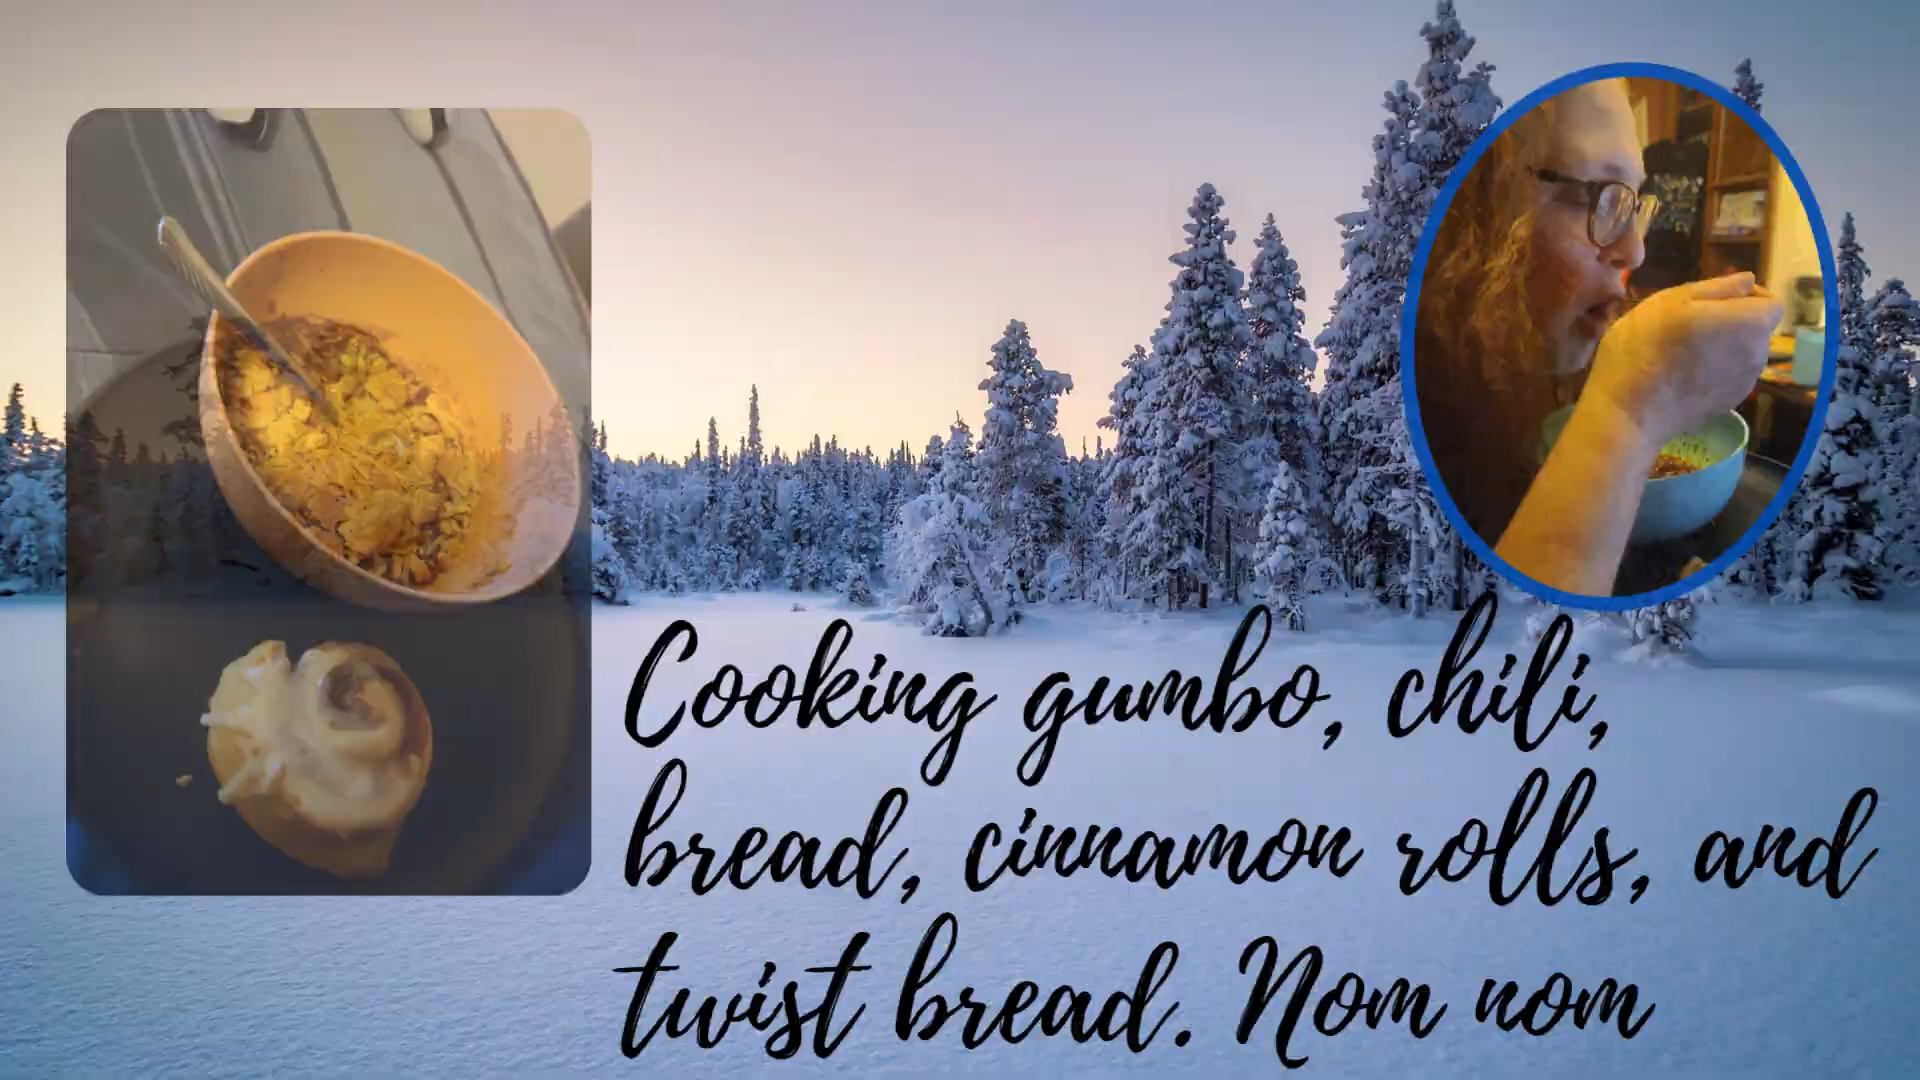 Cooking gumbo, chili,
bread, cinnamon rolls, and
twist bread. Nom nom